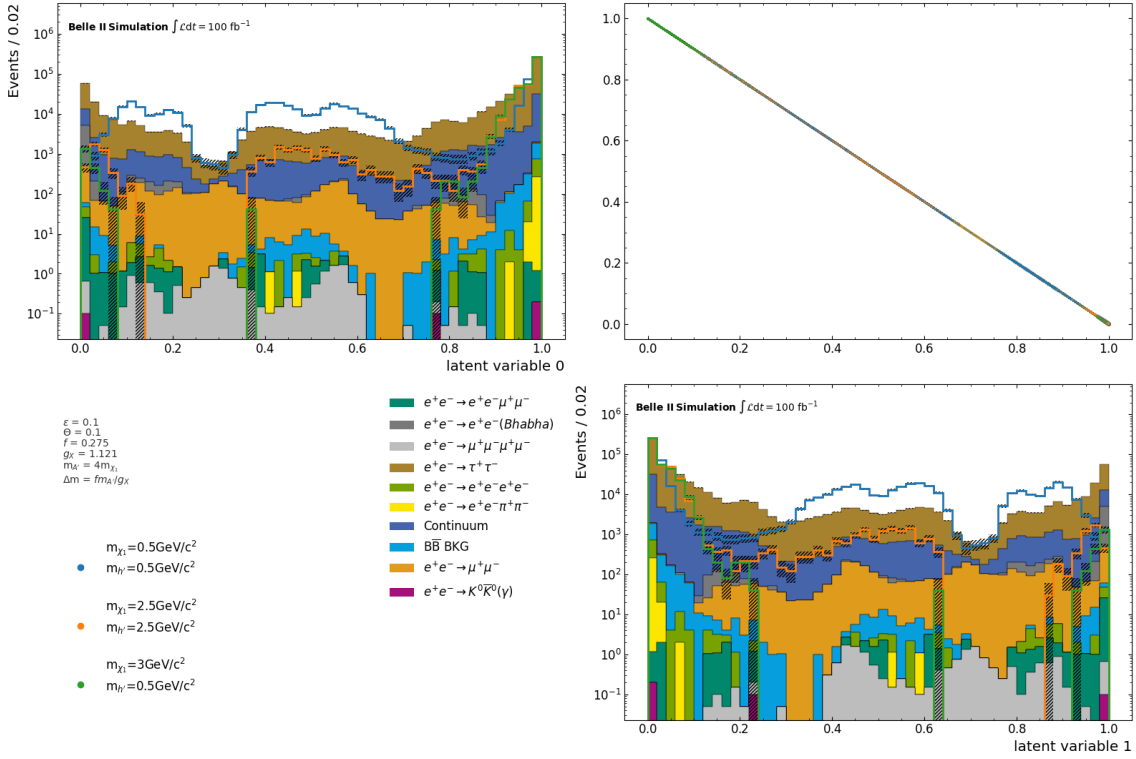 Belle II Simulation ∫ℒdt = 100 fb⁻¹
Events / 0.02
10⁶
10⁵
10⁴
10³
10²
10¹
10⁰
10⁻¹
0.0 0.2 0.4 0.6 0.8 1.0
latent variable 0
1.0
0.8
0.6
0.4
0.2
0.0
0.0 0.2 0.4 0.6 0.8 1.0
ε = 0.1
Θ = 0.1
f = 0.275
g_X = 1.121
m_A′ = 4m_χ₁
Δm = fm_A′/g_X
m_χ₁=0.5GeV/c²
m_h′=0.5GeV/c²
m_χ₁=2.5GeV/c²
m_h′=2.5GeV/c²
m_χ₁=3GeV/c²
m_h′=0.5GeV/c²
e⁺e⁻ → e⁺e⁻μ⁺μ⁻
e⁺e⁻ → e⁺e⁻(Bhabha)
e⁺e⁻ → μ⁺μ⁻μ⁺μ⁻
e⁺e⁻ → τ⁺τ⁻
e⁺e⁻ → e⁺e⁻e⁺e⁻
e⁺e⁻ → e⁺e⁻π⁺π⁻
Continuum
BB̅ BKG
e⁺e⁻ → μ⁺μ⁻
e⁺e⁻ → K⁰K̅⁰(γ)
Belle II Simulation ∫ℒdt = 100 fb⁻¹
Events / 0.02
10⁶
10⁵
10⁴
10³
10²
10¹
10⁰
10⁻¹
0.0 0.2 0.4 0.6 0.8 1.0
latent variable 1